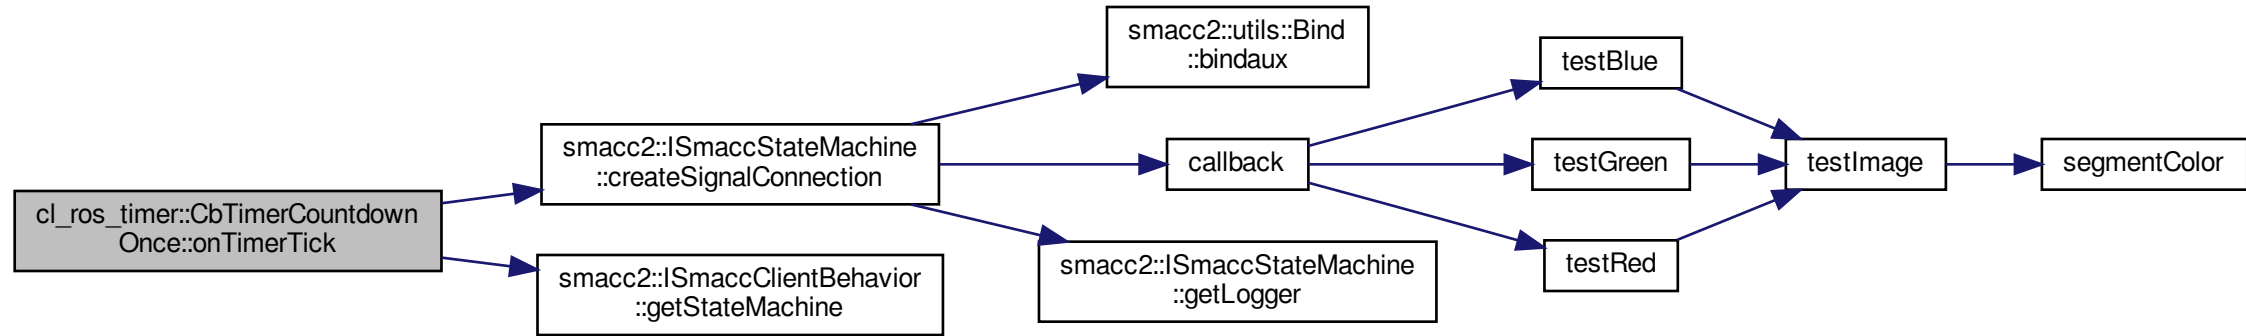 cl_ros_timer::CbTimerCountdown
Once::onTimerTick
smacc2::ISmaccStateMachine
::createSignalConnection
smacc2::ISmaccClientBehavior
::getStateMachine
smacc2::utils::Bind
::bindaux
callback
smacc2::ISmaccStateMachine
::getLogger
testBlue
testGreen
testRed
testImage
segmentColor